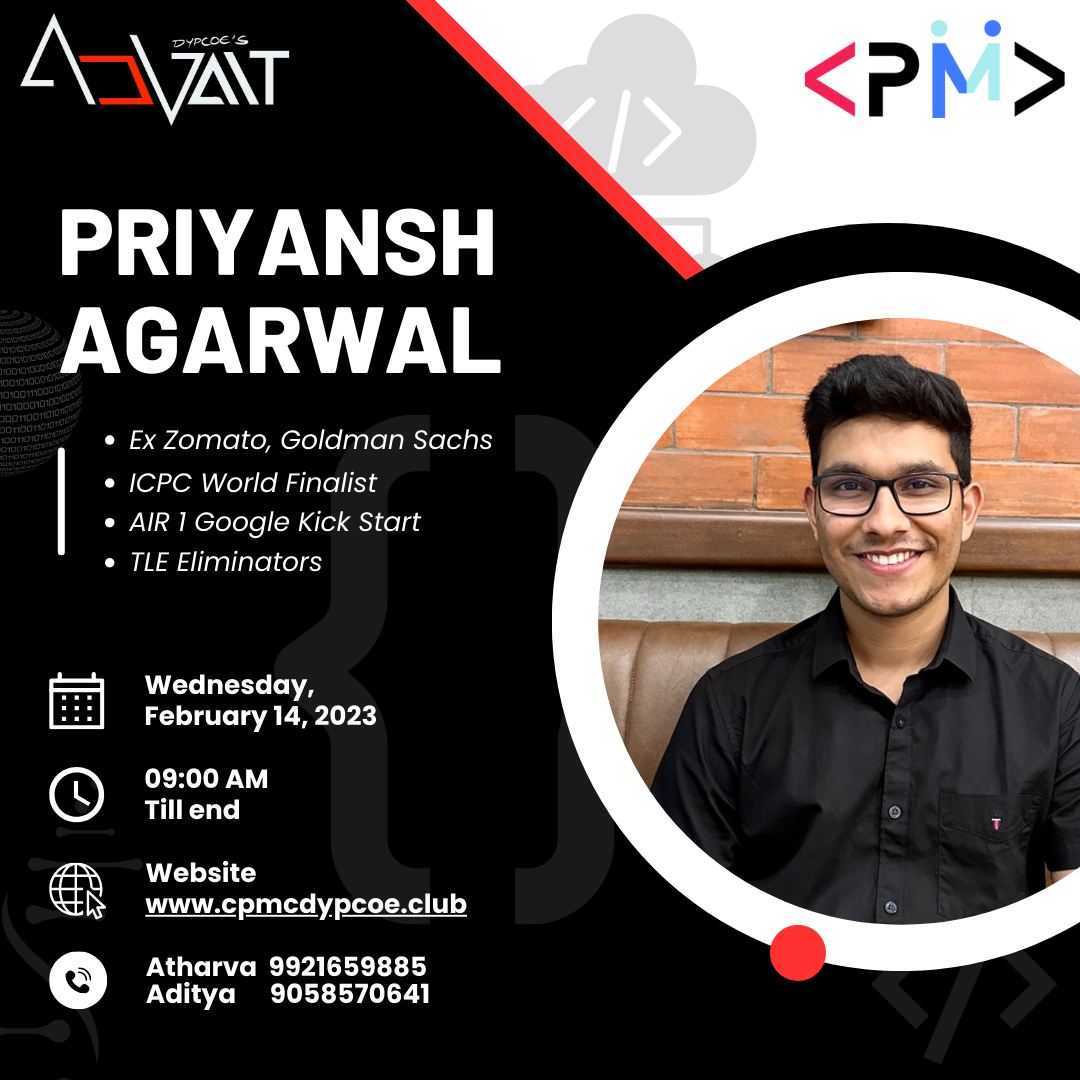 DYPCOE'S
ADVAIT
<PM>
PRIYANSH
AGARWAL
Ex Zomato, Goldman Sachs
ICPC World Finalist
AIR 1 Google Kick Start
TLE Eliminators
Wednesday,
February 14, 2023
09:00 AM
Till end
Website
www.cpmcdypcoe.club
Atharva 9921659885
Aditya 9058570641